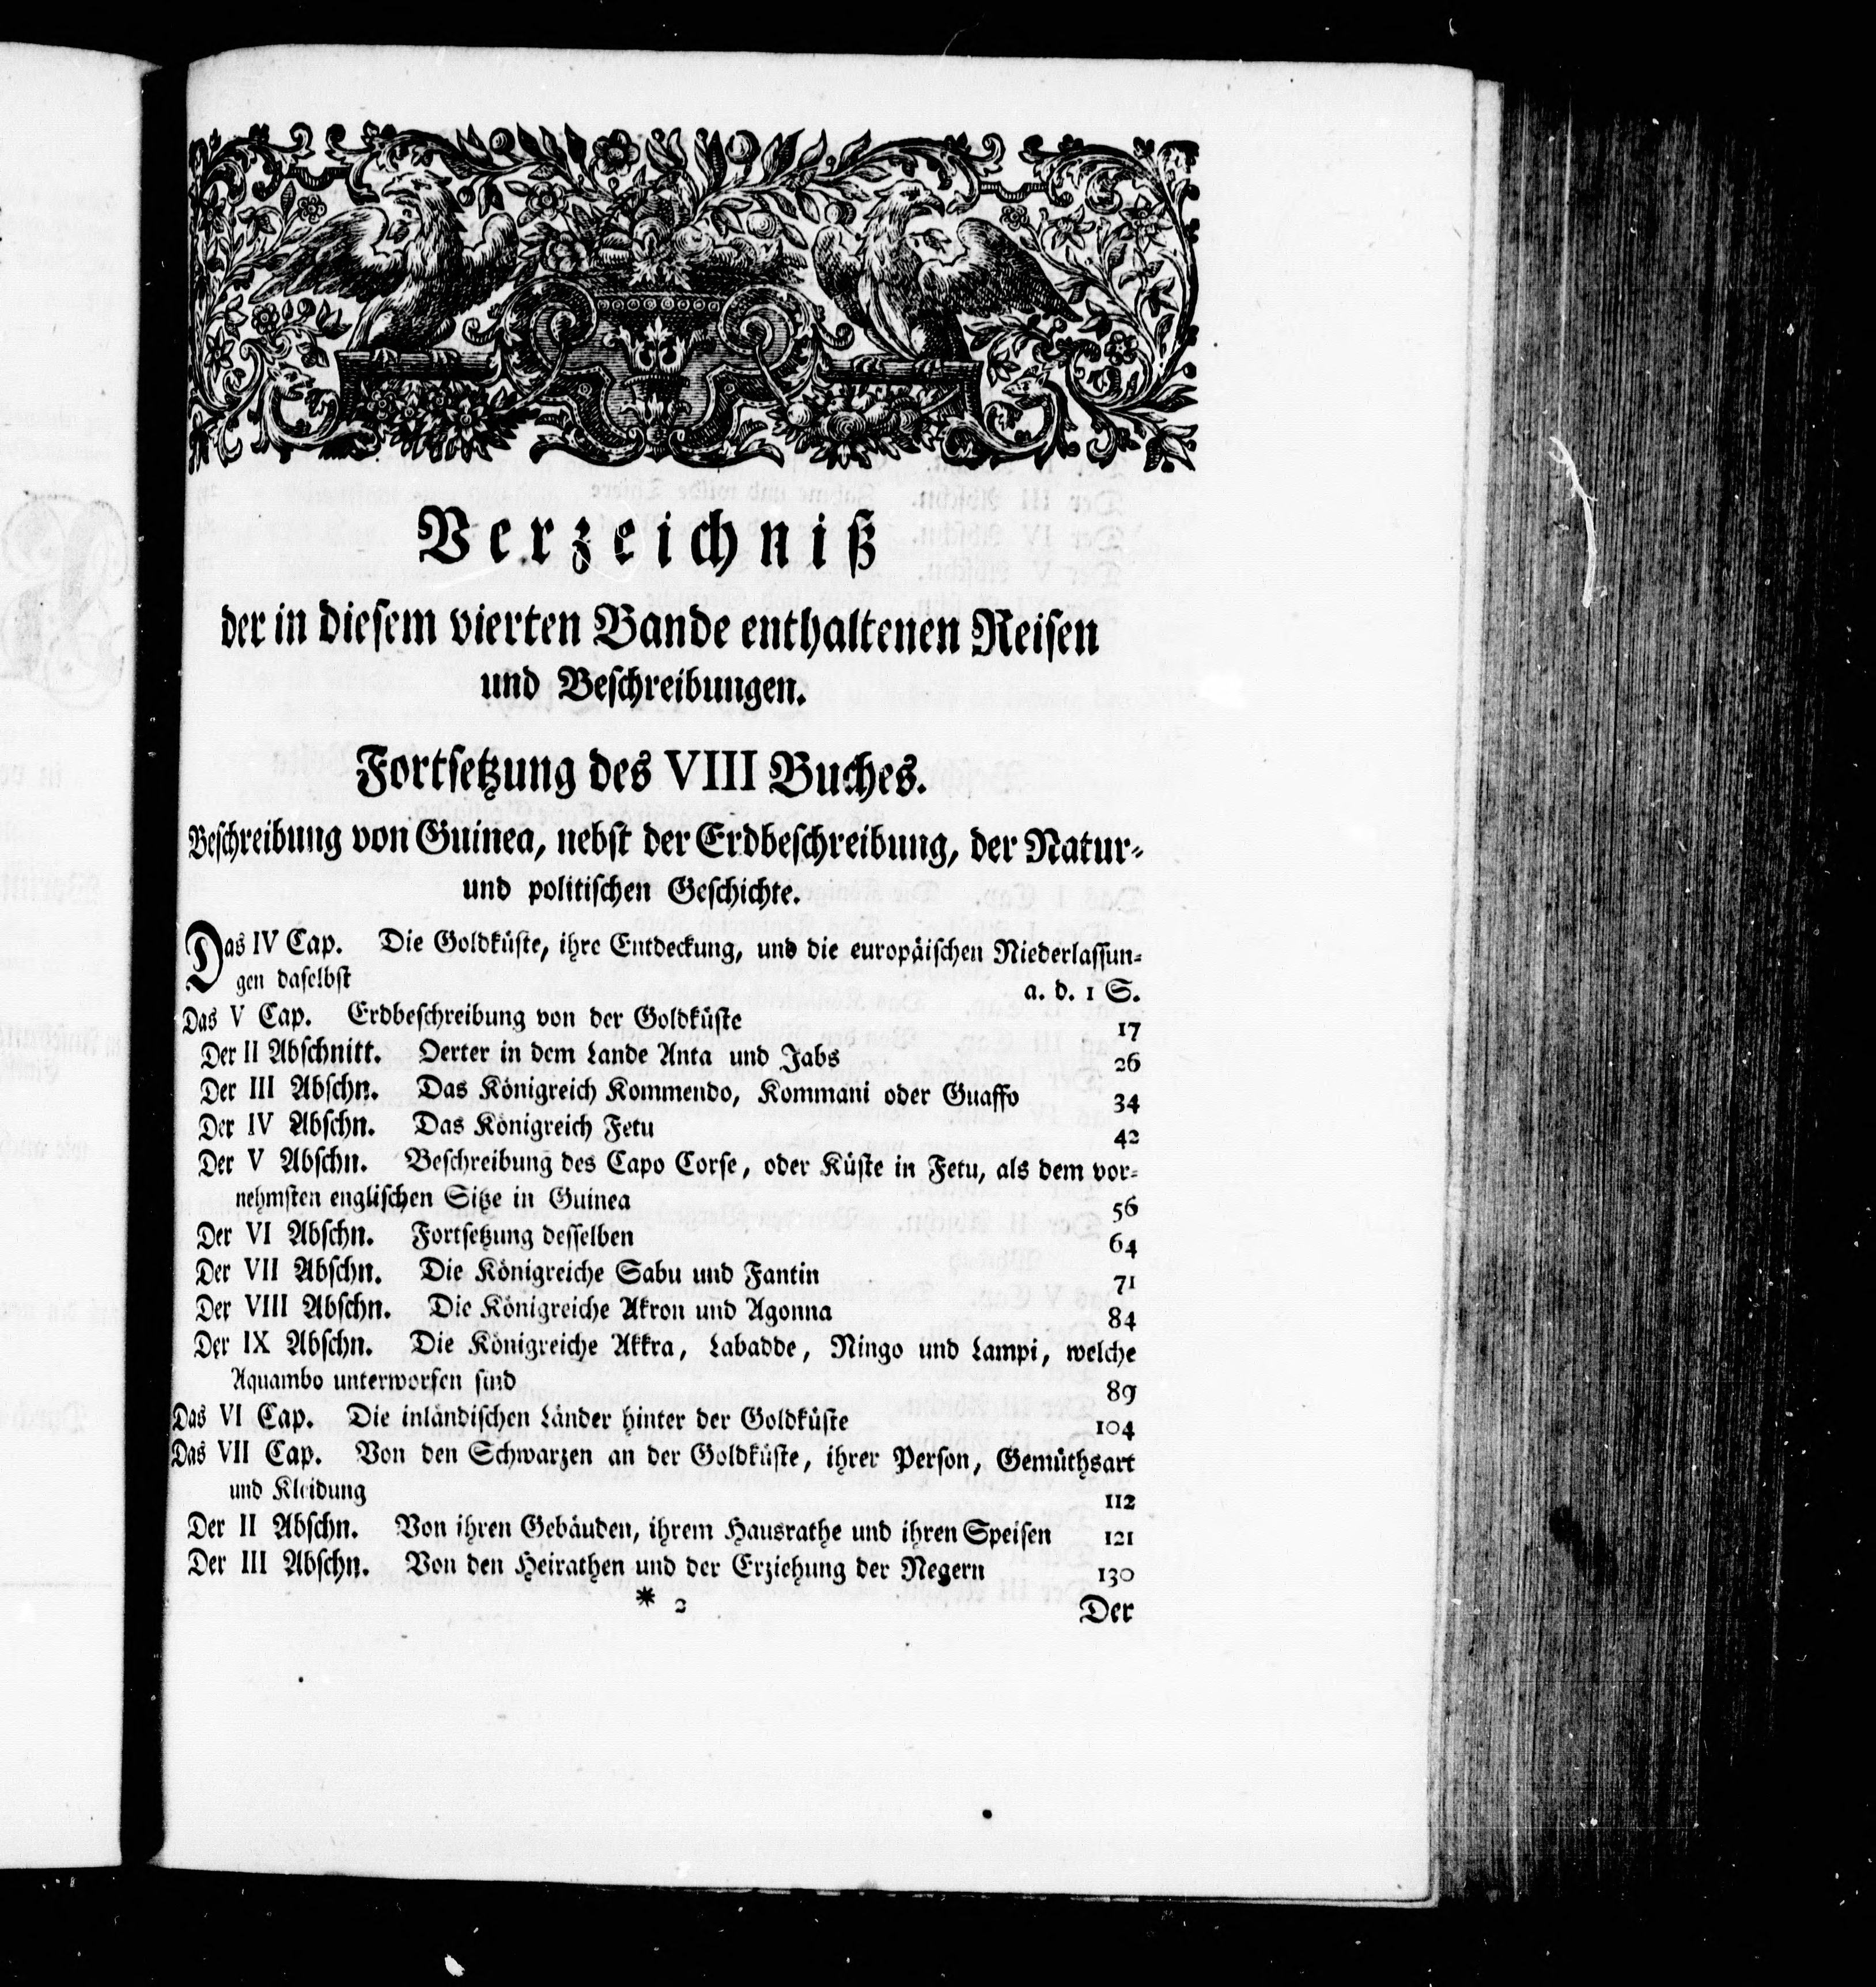 Verzeichniß
der in diesem vierten Bande enthaltenen Reisen
und Beschreibungen.
Fortsetzung des VIII Buches.
Beschreibung von Guinea, nebst der Erdbeschreibung, der Natur-
und politischen Geschichte.
Das IV Cap. Die Goldküste, ihre Entdeckung, und die europäischen Niederlassun-
gen daselbst a. d. 1 S.
Das V Cap. Erdbeschreibung von der Goldküste 17
Der II Abschnitt. Oerter in dem Lande Anta und Jabs 26
Der III Abschn. Das Königreich Kommendo, Kommani oder Guaffo 34
Der IV Abschn. Das Königreich Fetu 42
Der V Abschn. Beschreibung des Capo Corse, oder Küste in Fetu, als dem vor-
nehmsten englischen Sitze in Guinea 56
Der VI Abschn. Fortsetzung desselben 64
Der VII Abschn. Die Königreiche Sabu und Fantin 71
Der VIII Abschn. Die Königreiche Akron und Agonna 84
Der IX Abschn. Die Königreiche Akkra, Labadde, Ningo und Lampi, welche
Aquambo unterworfen sind 89
Das VI Cap. Die inländischen Länder hinter der Goldküste 104
Das VII Cap. Von den Schwarzen an der Goldküste, ihrer Person, Gemüthsart
und Kleidung 112
Der II Abschn. Von ihren Gebäuden, ihrem Hausrathe und ihren Speisen 121
Der III Abschn. Von den Heirathen und der Erziehung der Negern 130
* 2 Der